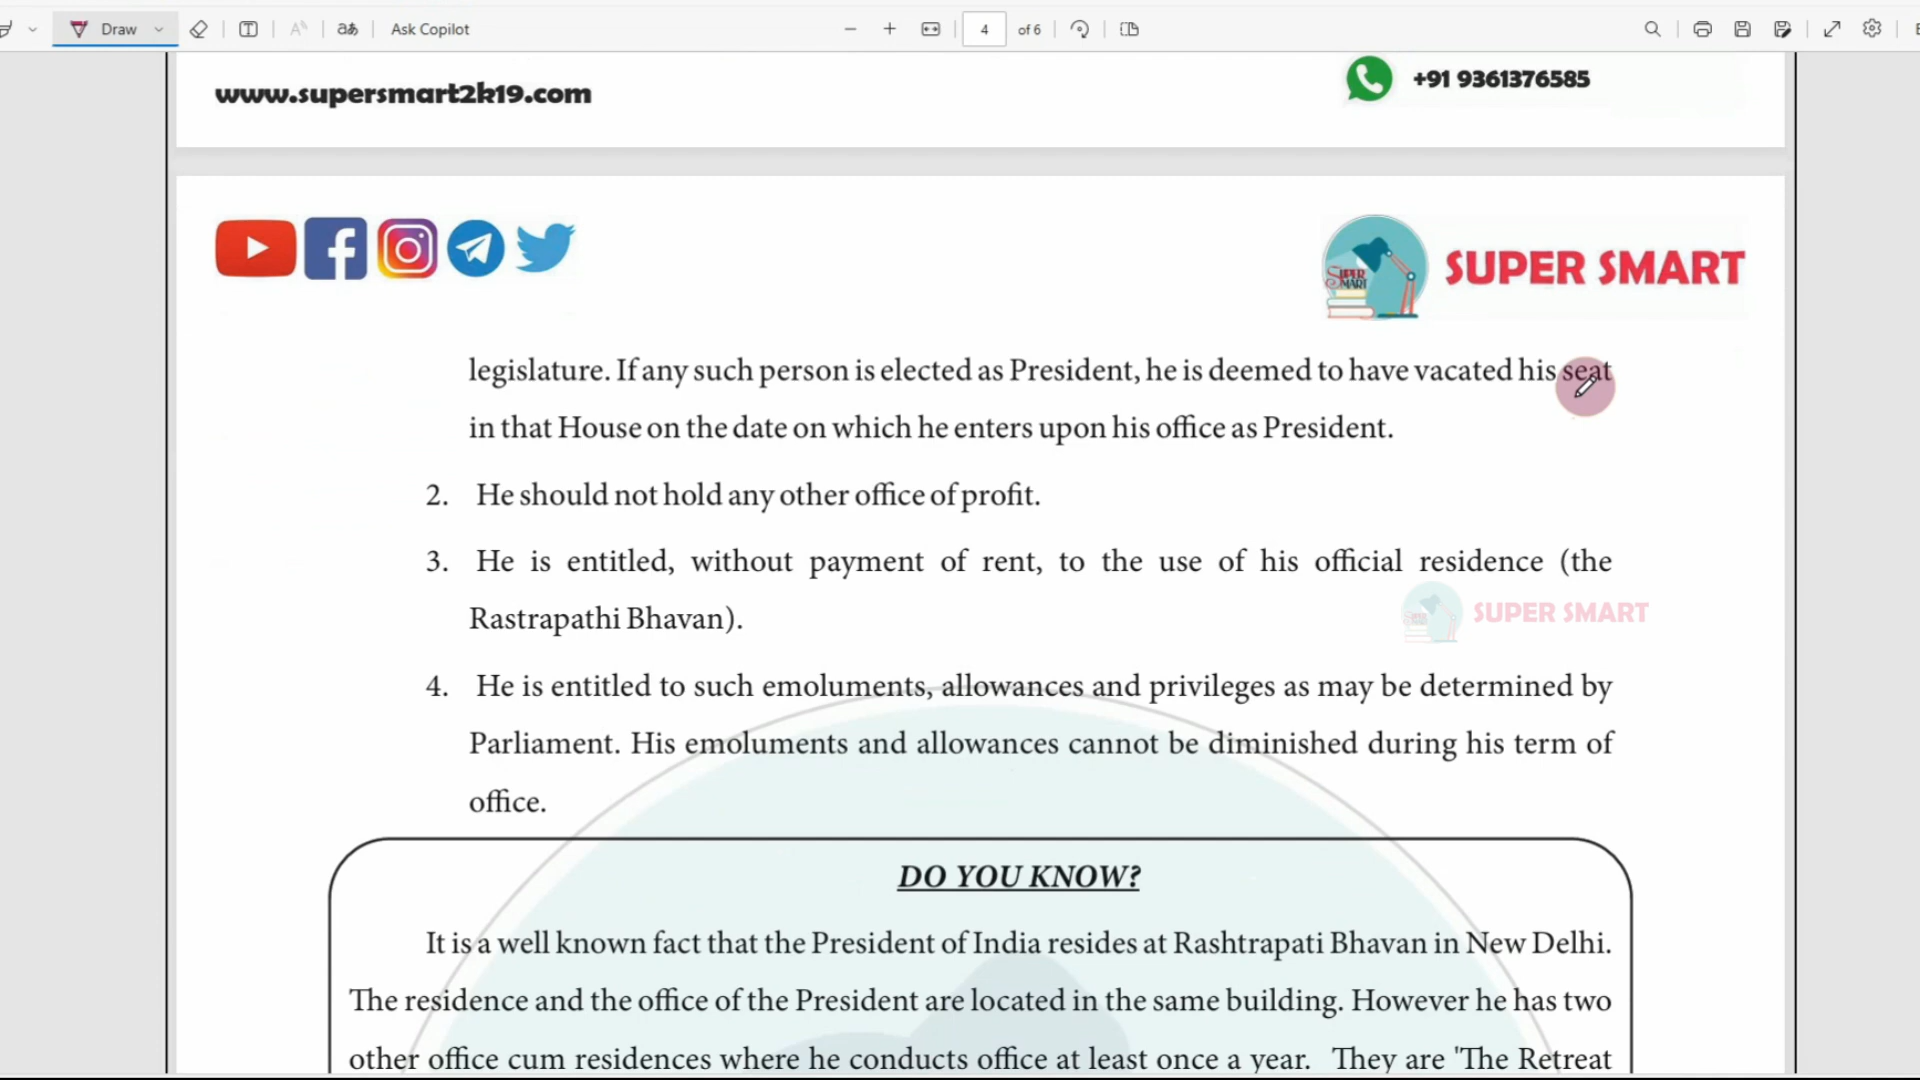 Draw
aあ
Ask Copilot
4
of 6
www.supersmart2k19.com
+91 9361376585
SUPER SMART
SUPER SMART
legislature. If any such person is elected as President, he is deemed to have vacated his seat
in that House on the date on which he enters upon his office as President.
2. He should not hold any other office of profit.
3. He is entitled, without payment of rent, to the use of his official residence (the
Rastrapathi Bhavan).
SUPER SMART
4. He is entitled to such emoluments, allowances and privileges as may be determined by
Parliament. His emoluments and allowances cannot be diminished during his term of
office.
DO YOU KNOW?
It is a well known fact that the President of India resides at Rashtrapati Bhavan in New Delhi.
The residence and the office of the President are located in the same building. However he has two
other office cum residences where he conducts office at least once a year. They are 'The Retreat